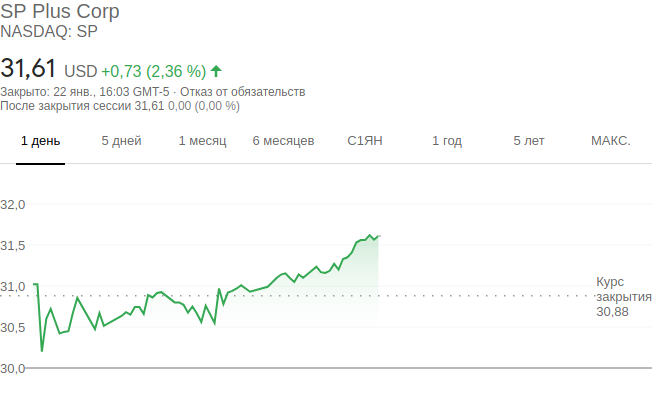 SP Plus Corp
NASDAQ: SP
31,61 USD +0,73 (2,36 %)
Закрыто: 22 янв., 16:03 GMT-5 · Отказ от обязательств
После закрытия сессии 31,61 0,00 (0,00 %)
1 день 5 дней 1 месяц 6 месяцев С1ЯН 1 год 5 лет МАКС.
32,0
31,5
31,0
Курс
закрытия
30,88
30,5
30,0